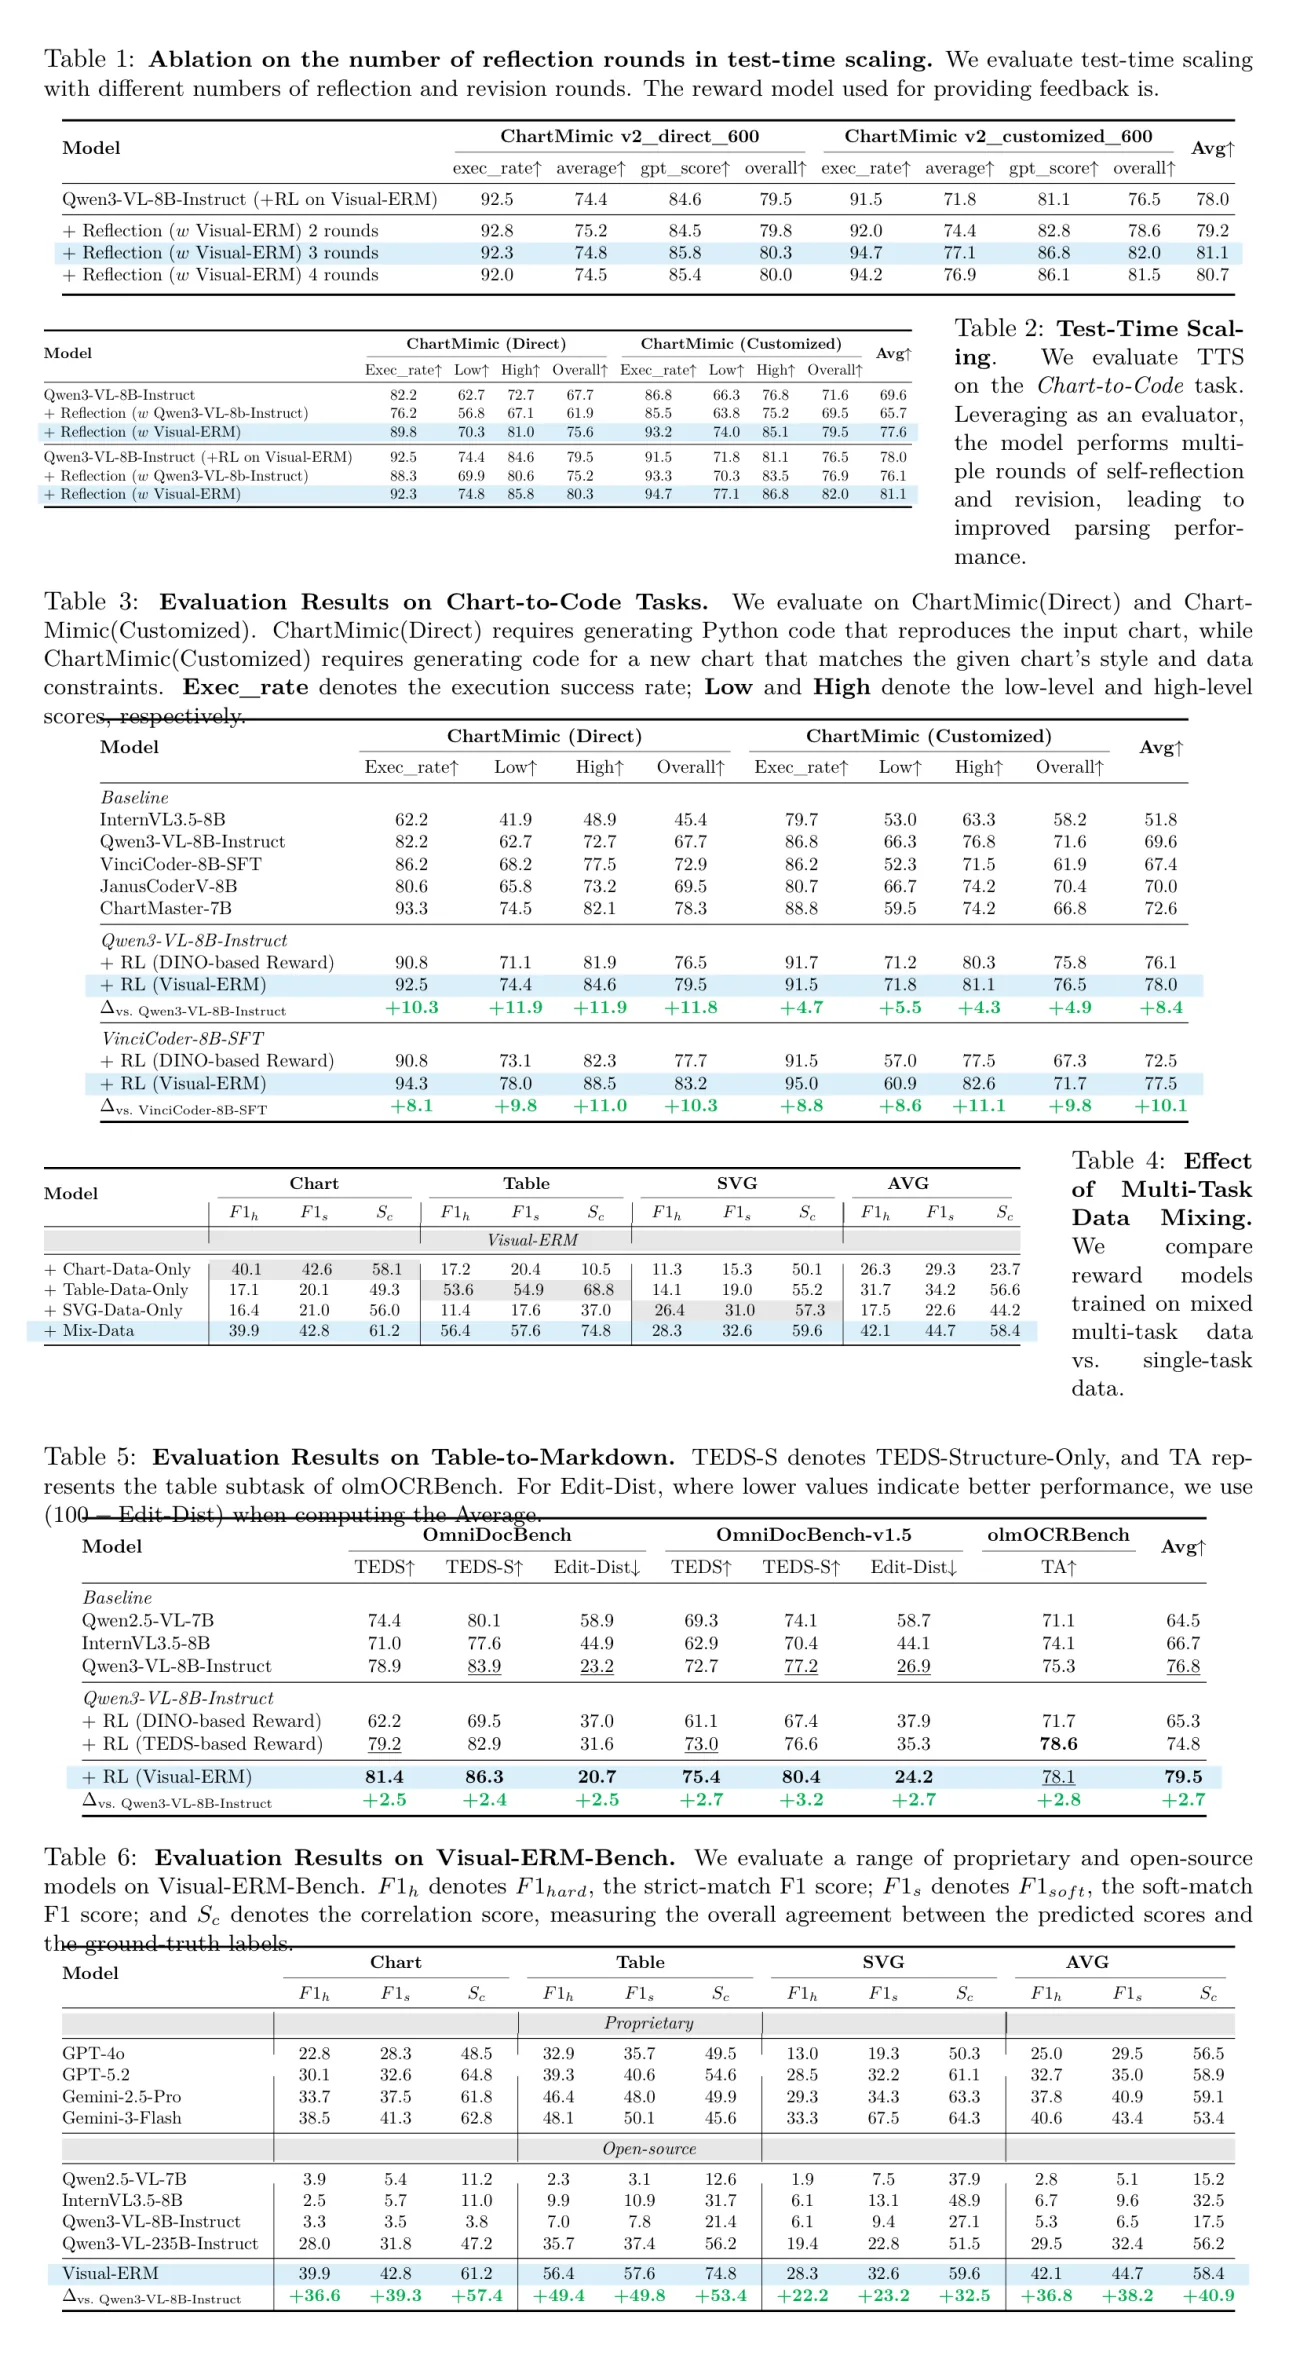 Table 1: Ablation on the number of reflection rounds in test-time scaling. We evaluate test-time scaling
with different numbers of reflection and revision rounds. The reward model used for providing feedback is.
Model ChartMimic v2_direct_600 ChartMimic v2_customized_600 Avg↑
exec_rate↑ average↑ gpt_score↑ overall↑ exec_rate↑ average↑ gpt_score↑ overall↑
Qwen3-VL-8B-Instruct (+RL on Visual-ERM) 92.5 74.4 84.6 79.5 91.5 71.8 81.1 76.5 78.0
+ Reflection (w Visual-ERM) 2 rounds 92.8 75.2 84.5 79.8 92.0 74.4 82.8 78.6 79.2
+ Reflection (w Visual-ERM) 3 rounds 92.3 74.8 85.8 80.3 94.7 77.1 86.8 82.0 81.1
+ Reflection (w Visual-ERM) 4 rounds 92.0 74.5 85.4 80.0 94.2 76.9 86.1 81.5 80.7
Model ChartMimic (Direct) ChartMimic (Customized) Avg↑
Exec_rate↑ Low↑ High↑ Overall↑ Exec_rate↑ Low↑ High↑ Overall↑
Qwen3-VL-8B-Instruct 82.2 62.7 72.7 67.7 86.8 66.3 76.8 71.6 69.6
+ Reflection (w Qwen3-VL-8b-Instruct) 76.2 56.8 67.1 61.9 85.5 63.8 75.2 69.5 65.7
+ Reflection (w Visual-ERM) 89.8 70.3 81.0 75.6 93.2 74.0 85.1 79.5 77.6
Qwen3-VL-8B-Instruct (+RL on Visual-ERM) 92.5 74.4 84.6 79.5 91.5 71.8 81.1 76.5 78.0
+ Reflection (w Qwen3-VL-8b-Instruct) 88.3 69.9 80.6 75.2 93.3 70.3 83.5 76.9 76.1
+ Reflection (w Visual-ERM) 92.3 74.8 85.8 80.3 94.7 77.1 86.8 82.0 81.1
Table 2: Test-Time Scal-
ing. We evaluate TTS
on the Chart-to-Code task.
Leveraging as an evaluator,
the model performs multi-
ple rounds of self-reflection
and revision, leading to
improved parsing perfor-
mance.
Table 3: Evaluation Results on Chart-to-Code Tasks. We evaluate on ChartMimic(Direct) and Chart-
Mimic(Customized). ChartMimic(Direct) requires generating Python code that reproduces the input chart, while
ChartMimic(Customized) requires generating code for a new chart that matches the given chart's style and data
constraints. Exec_rate denotes the execution success rate; Low and High denote the low-level and high-level
scores, respectively.
Model ChartMimic (Direct) ChartMimic (Customized) Avg↑
Exec_rate↑ Low↑ High↑ Overall↑ Exec_rate↑ Low↑ High↑ Overall↑
Baseline
InternVL3.5-8B 62.2 41.9 48.9 45.4 79.7 53.0 63.3 58.2 51.8
Qwen3-VL-8B-Instruct 82.2 62.7 72.7 67.7 86.8 66.3 76.8 71.6 69.6
VinciCoder-8B-SFT 86.2 68.2 77.5 72.9 86.2 52.3 71.5 61.9 67.4
JanusCoderV-8B 80.6 65.8 73.2 69.5 80.7 66.7 74.2 70.4 70.0
ChartMaster-7B 93.3 74.5 82.1 78.3 88.8 59.5 74.2 66.8 72.6
Qwen3-VL-8B-Instruct
+ RL (DINO-based Reward) 90.8 71.1 81.9 76.5 91.7 71.2 80.3 75.8 76.1
+ RL (Visual-ERM) 92.5 74.4 84.6 79.5 91.5 71.8 81.1 76.5 78.0
Δvs. Qwen3-VL-8B-Instruct +10.3 +11.9 +11.9 +11.8 +4.7 +5.5 +4.3 +4.9 +8.4
VinciCoder-8B-SFT
+ RL (DINO-based Reward) 90.8 73.1 82.3 77.7 91.5 57.0 77.5 67.3 72.5
+ RL (Visual-ERM) 94.3 78.0 88.5 83.2 95.0 60.9 82.6 71.7 77.5
Δvs. VinciCoder-8B-SFT +8.1 +9.8 +11.0 +10.3 +8.8 +8.6 +11.1 +9.8 +10.1
Model Chart Table SVG AVG
F1h F1s Sc F1h F1s Sc F1h F1s Sc F1h F1s Sc
Visual-ERM
+ Chart-Data-Only 40.1 42.6 58.1 17.2 20.4 10.5 11.3 15.3 50.1 26.3 29.3 23.7
+ Table-Data-Only 17.1 20.1 49.3 53.6 54.9 68.8 14.1 19.0 55.2 31.7 34.2 56.6
+ SVG-Data-Only 16.4 21.0 56.0 11.4 17.6 37.0 26.4 31.0 57.3 17.5 22.6 44.2
+ Mix-Data 39.9 42.8 61.2 56.4 57.6 74.8 28.3 32.6 59.6 42.1 44.7 58.4
Table 4: Effect
of Multi-Task
Data Mixing.
We compare
reward models
trained on mixed
multi-task data
vs. single-task
data.
Table 5: Evaluation Results on Table-to-Markdown. TEDS-S denotes TEDS-Structure-Only, and TA rep-
resents the table subtask of olmOCRBench. For Edit-Dist, where lower values indicate better performance, we use
(100 − Edit-Dist) when computing the Average.
Model OmniDocBench OmniDocBench-v1.5 olmOCRBench Avg↑
TEDS↑ TEDS-S↑ Edit-Dist↓ TEDS↑ TEDS-S↑ Edit-Dist↓ TA↑
Baseline
Qwen2.5-VL-7B 74.4 80.1 58.9 69.3 74.1 58.7 71.1 64.5
InternVL3.5-8B 71.0 77.6 44.9 62.9 70.4 44.1 74.1 66.7
Qwen3-VL-8B-Instruct 78.9 83.9 23.2 72.7 77.2 26.9 75.3 76.8
Qwen3-VL-8B-Instruct
+ RL (DINO-based Reward) 62.2 69.5 37.0 61.1 67.4 37.9 71.7 65.3
+ RL (TEDS-based Reward) 79.2 82.9 31.6 73.0 76.6 35.3 78.6 74.8
+ RL (Visual-ERM) 81.4 86.3 20.7 75.4 80.4 24.2 78.1 79.5
Δvs. Qwen3-VL-8B-Instruct +2.5 +2.4 +2.5 +2.7 +3.2 +2.7 +2.8 +2.7
Table 6: Evaluation Results on Visual-ERM-Bench. We evaluate a range of proprietary and open-source
models on Visual-ERM-Bench. F1h denotes F1hard, the strict-match F1 score; F1s denotes F1soft, the soft-match
F1 score; and Sc denotes the correlation score, measuring the overall agreement between the predicted scores and
the ground-truth labels.
Model Chart Table SVG AVG
F1h F1s Sc F1h F1s Sc F1h F1s Sc F1h F1s Sc
Proprietary
GPT-4o 22.8 28.3 48.5 32.9 35.7 49.5 13.0 19.3 50.3 25.0 29.5 56.5
GPT-5.2 30.1 32.6 64.8 39.3 40.6 54.6 28.5 32.2 61.1 32.7 35.0 58.9
Gemini-2.5-Pro 33.7 37.5 61.8 46.4 48.0 49.9 29.3 34.3 63.3 37.8 40.9 59.1
Gemini-3-Flash 38.5 41.3 62.8 48.1 50.1 45.6 33.3 67.5 64.3 40.6 43.4 53.4
Open-source
Qwen2.5-VL-7B 3.9 5.4 11.2 2.3 3.1 12.6 1.9 7.5 37.9 2.8 5.1 15.2
InternVL3.5-8B 2.5 5.7 11.0 9.9 10.9 31.7 6.1 13.1 48.9 6.7 9.6 32.5
Qwen3-VL-8B-Instruct 3.3 3.5 3.8 7.0 7.8 21.4 6.1 9.4 27.1 5.3 6.5 17.5
Qwen3-VL-235B-Instruct 28.0 31.8 47.2 35.7 37.4 56.2 19.4 22.8 51.5 29.5 32.4 56.2
Visual-ERM 39.9 42.8 61.2 56.4 57.6 74.8 28.3 32.6 59.6 42.1 44.7 58.4
Δvs. Qwen3-VL-8B-Instruct +36.6 +39.3 +57.4 +49.4 +49.8 +53.4 +22.2 +23.2 +32.5 +36.8 +38.2 +40.9